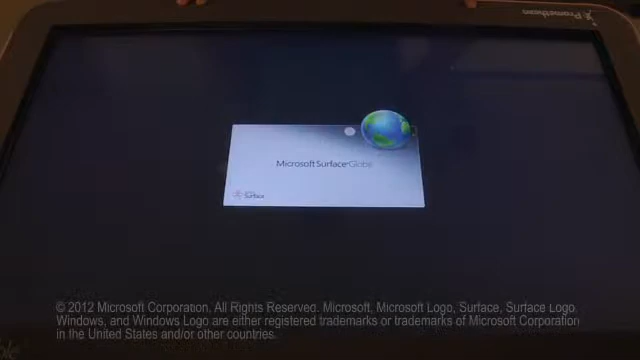 Promethean
Microsoft Surface® Globe
Surface
© 2012 Microsoft Corporation. All Rights Reserved. Microsoft, Microsoft Logo, Surface, Surface Logo,
Windows, and Windows Logo are either registered trademarks or trademarks of Microsoft Corporation
in the United States and/or other countries.